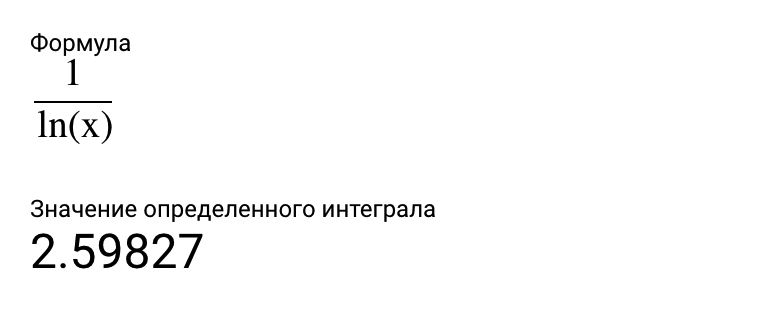 Формула
1
ln(x)
Значение определенного интеграла
2.59827